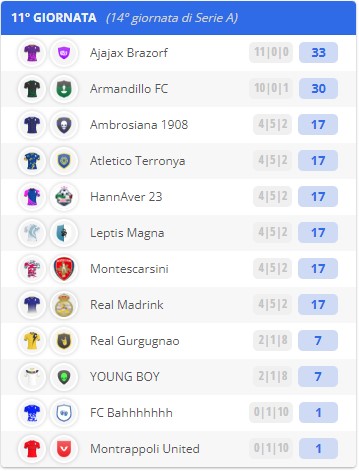 11° GIORNATA (14° giornata di Serie A)
Ajajax Brazorf 11|0|0 33
Armandillo FC 10|0|1 30
Ambrosiana 1908 4|5|2 17
Atletico Terronya 4|5|2 17
HannAver 23 4|5|2 17
Leptis Magna 4|5|2 17
Montescarsini 4|5|2 17
Real Madrink 4|5|2 17
Real Gurgugnao 2|1|8 7
YOUNG BOY 2|1|8 7
FC Bahhhhhhh 0|1|10 1
Montrappoli United 0|1|10 1